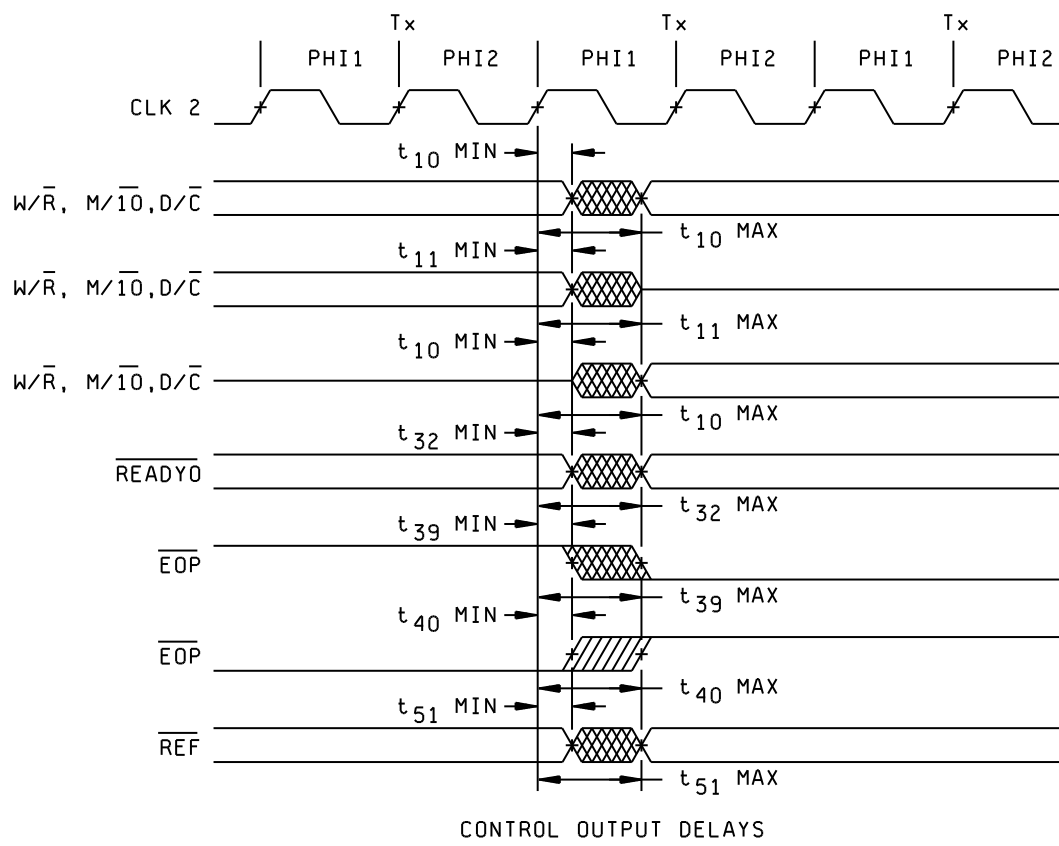 Tx Tx
PHI1 PHI2 PHI1 PHI2 PHI1 PHI2
CLK 2
t10 MIN
W/R̅, M/I̅O̅,D/C̅
t10 MAX
t11 MIN
W/R̅, M/I̅O̅,D/C̅
t11 MAX
t10 MIN
W/R̅, M/I̅O̅,D/C̅
t10 MAX
t32 MIN
R̅E̅A̅D̅Y̅O̅
t32 MAX
t39 MIN
E̅O̅P̅
t39 MAX
t40 MIN
E̅O̅P̅
t40 MAX
t51 MIN
R̅E̅F̅
t51 MAX
CONTROL OUTPUT DELAYS